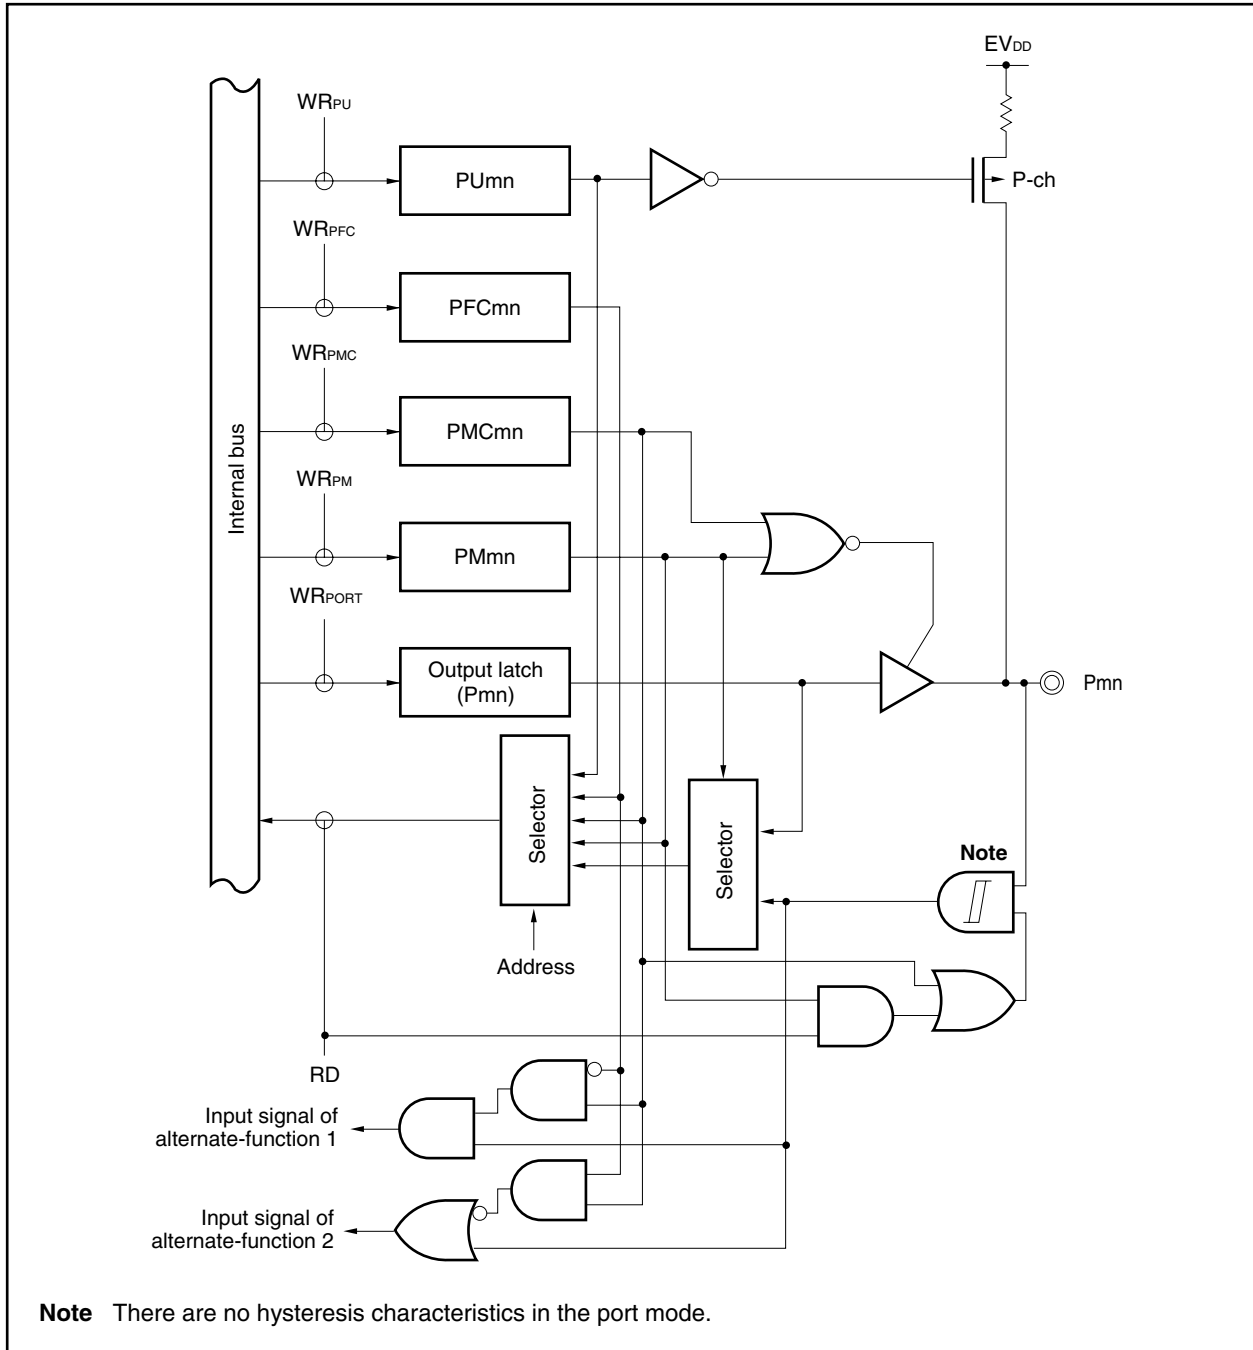 EVDD
WRPU
PUmn
P-ch
WRPFC
PFCmn
WRPMC
PMCmn
Internal bus
WRPM
PMmn
WRPORT
Output latch
(Pmn)
Pmn
Selector
Selector
Note
Address
RD
Input signal of
alternate-function 1
Input signal of
alternate-function 2
Note There are no hysteresis characteristics in the port mode.